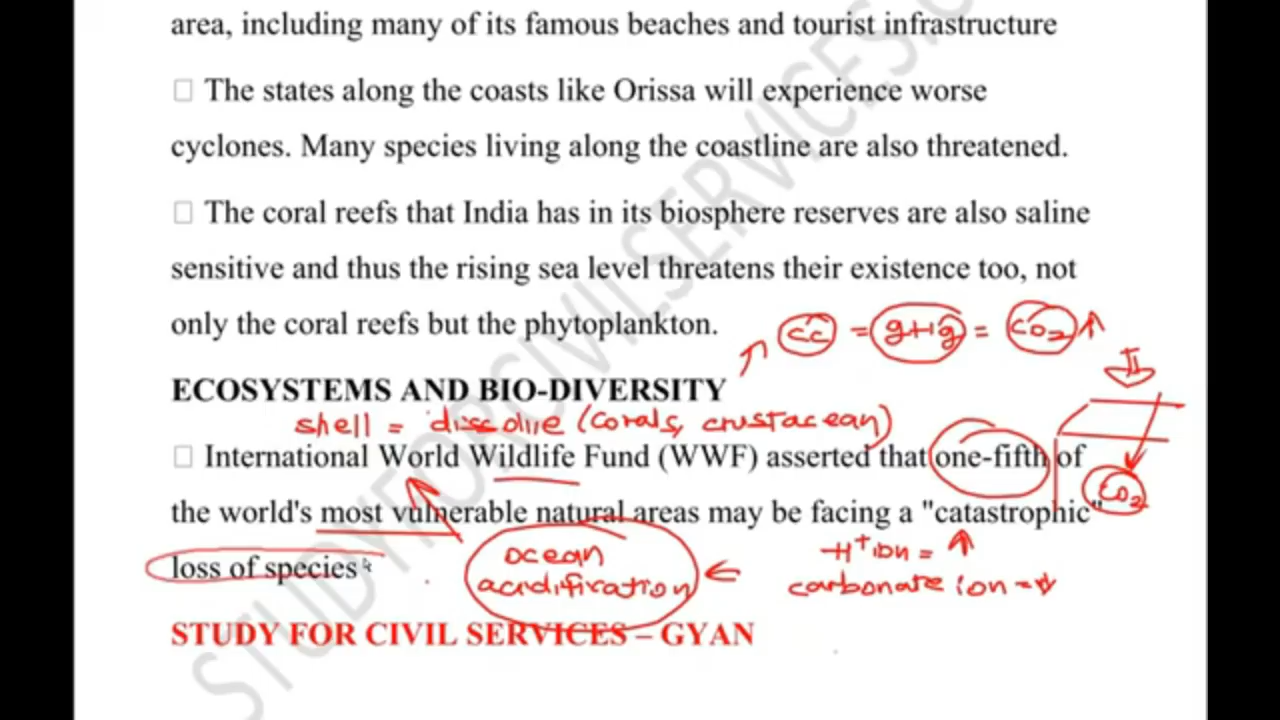 area, including many of its famous beaches and tourist infrastructure
The states along the coasts like Orissa will experience worse
cyclones. Many species living along the coastline are also threatened.
The coral reefs that India has in its biosphere reserves are also saline
sensitive and thus the rising sea level threatens their existence too, not
only the coral reefs but the phytoplankton.
↑ CC = gHg = CO2 ↑
ECOSYSTEMS AND BIO-DIVERSITY
shell = dissolve (corals, crustacean)
International World Wildlife Fund (WWF) asserted that one-fifth of
CO2
the world's most vulnerable natural areas may be facing a "catastrophic"
loss of species
ocean
acidification
H+ ion = ↑
carbonate ion = ↓
STUDY FOR CIVIL SERVICES – GYAN
STUDYFORCIVILSERVICES.